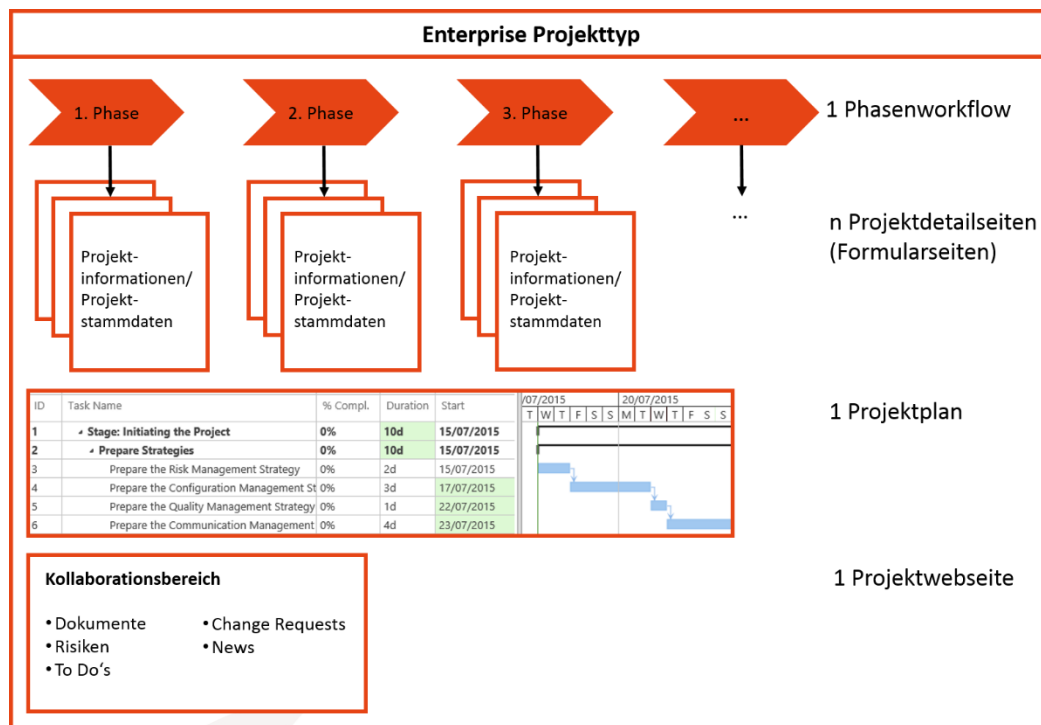 Enterprise Projekttyp
1. Phase
2. Phase
3. Phase
...
1 Phasenworkflow
Projekt-
informationen/
Projekt-
stammdaten
Projekt-
informationen/
Projekt-
stammdaten
Projekt-
informationen/
Projekt-
stammdaten
...
n Projektdetailseiten
(Formularseiten)
ID Task Name % Compl. Duration Start /07/2015 20/07/2015
T W T F S S M T W T F S S
1 Stage: Initiating the Project 0% 10d 15/07/2015
2 Prepare Strategies 0% 10d 15/07/2015
3 Prepare the Risk Management Strategy 0% 2d 15/07/2015
4 Prepare the Configuration Management St 0% 3d 17/07/2015
5 Prepare the Quality Management Strategy 0% 1d 22/07/2015
6 Prepare the Communication Management 0% 4d 23/07/2015
1 Projektplan
Kollaborationsbereich
• Dokumente
• Risiken
• To Do‘s
• Change Requests
• News
1 Projektwebseite